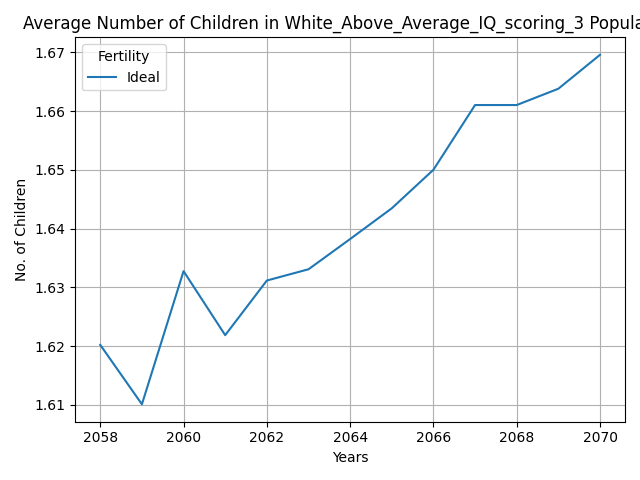 Average Number of Children in White_Above_Average_IQ_scoring_3 Popula
Fertility
Ideal
No. of Children
1.67
1.66
1.65
1.64
1.63
1.62
1.61
2058 2060 2062 2064 2066 2068 2070
Years